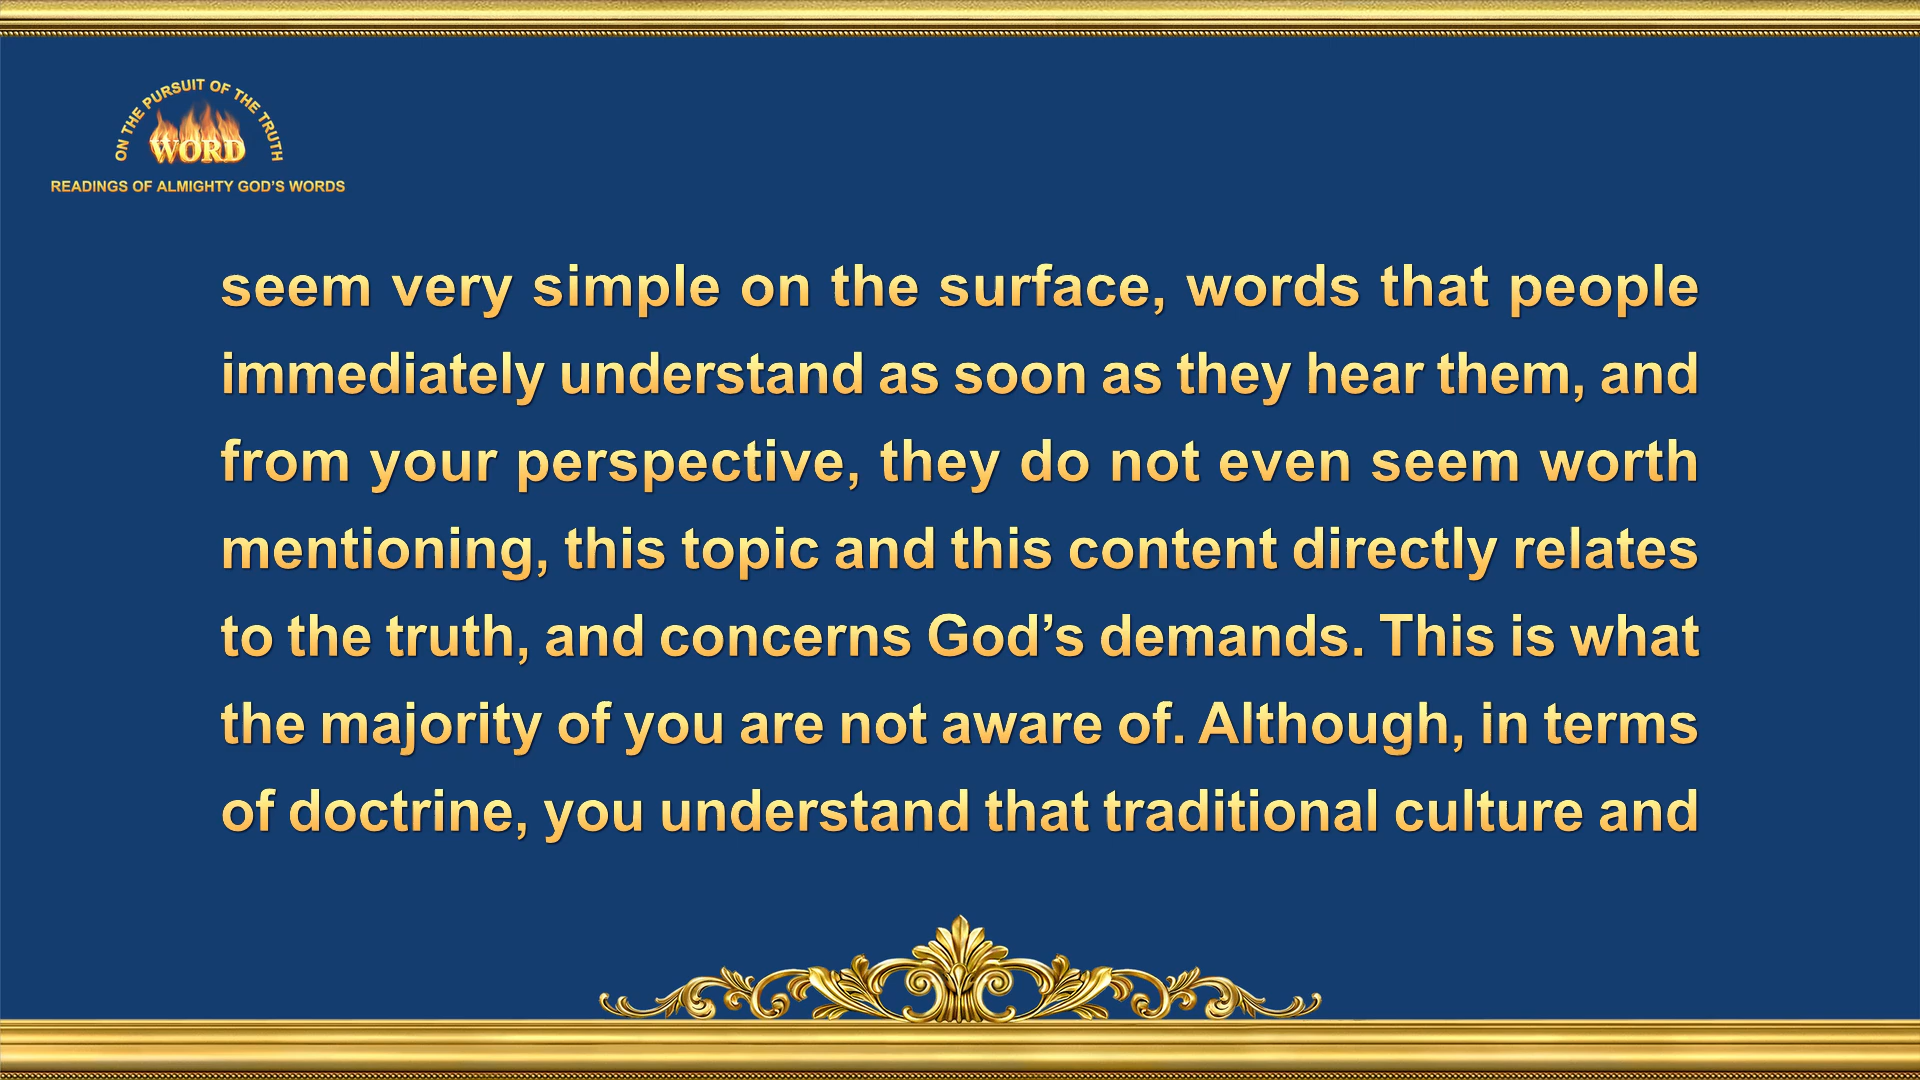 ON THE PURSUIT OF THE TRUTH
WORD
READINGS OF ALMIGHTY GOD’S WORDS
seem very simple on the surface, words that people
immediately understand as soon as they hear them, and
from your perspective, they do not even seem worth
mentioning, this topic and this content directly relates
to the truth, and concerns God’s demands. This is what
the majority of you are not aware of. Although, in terms
of doctrine, you understand that traditional culture and